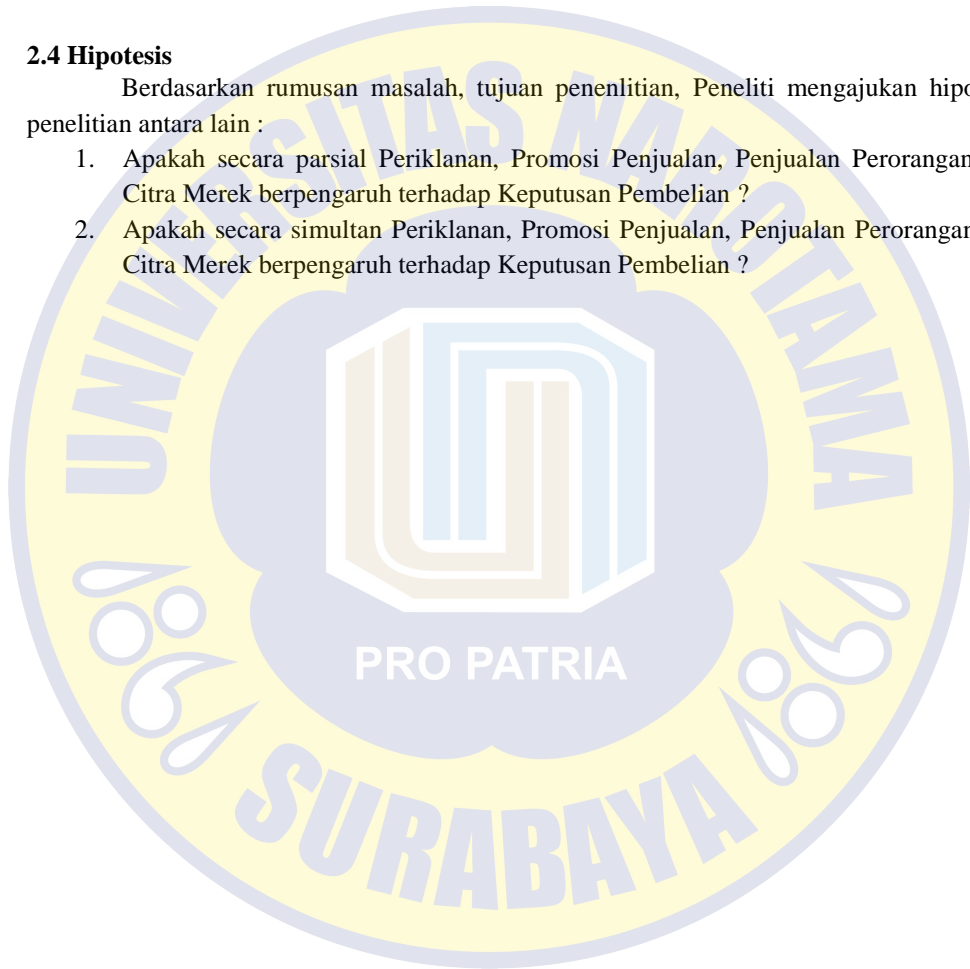 2.4 Hipotesis
Berdasarkan rumusan masalah, tujuan penenlitian, Peneliti mengajukan hipo
penelitian antara lain :
1. Apakah secara parsial Periklanan, Promosi Penjualan, Penjualan Perorangan
Citra Merek berpengaruh terhadap Keputusan Pembelian ?
2. Apakah secara simultan Periklanan, Promosi Penjualan, Penjualan Perorangan
Citra Merek berpengaruh terhadap Keputusan Pembelian ?
UNIVERSITAS NAROTAMA
PRO PATRIA
SURABAYA